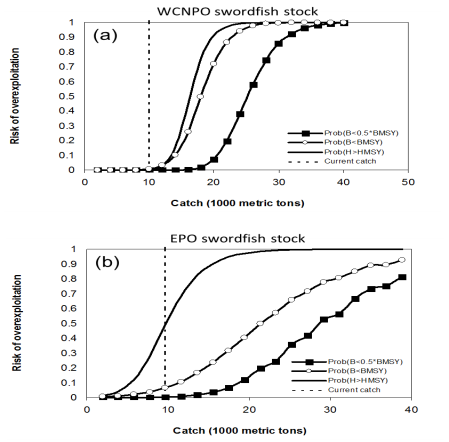 WCNPO swordfish stock
(a)
Risk of overexploitation
1
0.9
0.8
0.7
0.6
0.5
0.4
0.3
0.2
0.1
0
Prob(B<0.5*BMSY)
Prob(B<BMSY)
Prob(H>HMSY)
Current catch
0 10 20 30 40 50
Catch (1000 metric tons)
EPO swordfish stock
(b)
Risk of overexploitation
1
0.9
0.8
0.7
0.6
0.5
0.4
0.3
0.2
0.1
0
Prob(B<0.5*BMSY)
Prob(B<BMSY)
Prob(H>HMSY)
Current catch
0 10 20 30 40
Catch (1000 metric tons)